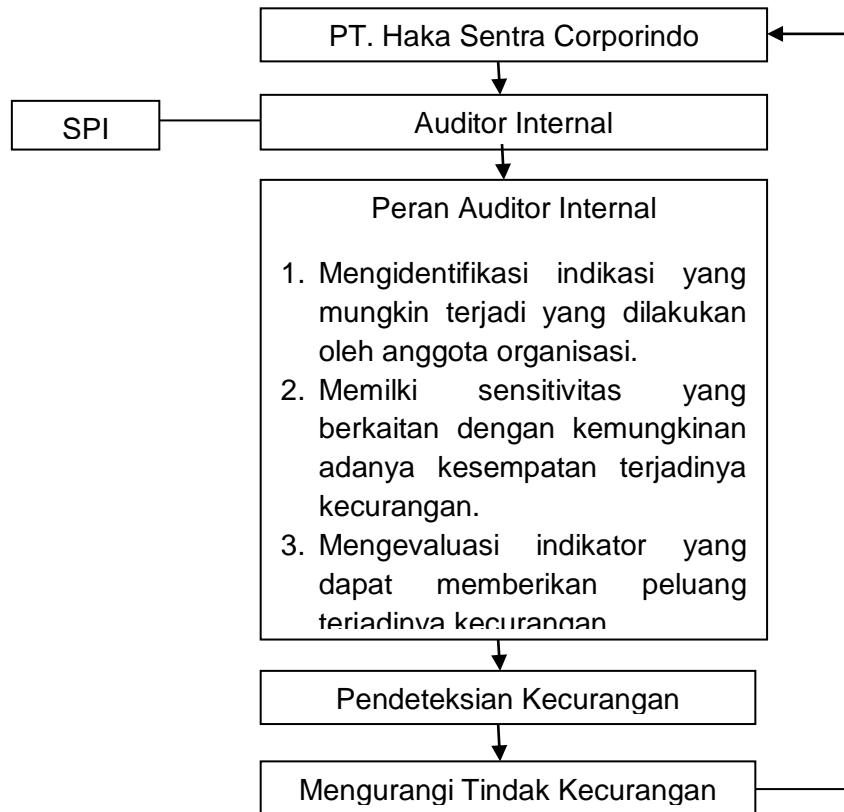 PT. Haka Sentra Corporindo
SPI
Auditor Internal
Peran Auditor Internal
1. Mengidentifikasi indikasi yang
mungkin terjadi yang dilakukan
oleh anggota organisasi.
2. Memilki sensitivitas yang
berkaitan dengan kemungkinan
adanya kesempatan terjadinya
kecurangan.
3. Mengevaluasi indikator yang
dapat memberikan peluang
terjadinya kecurangan
Pendeteksian Kecurangan
Mengurangi Tindak Kecurangan